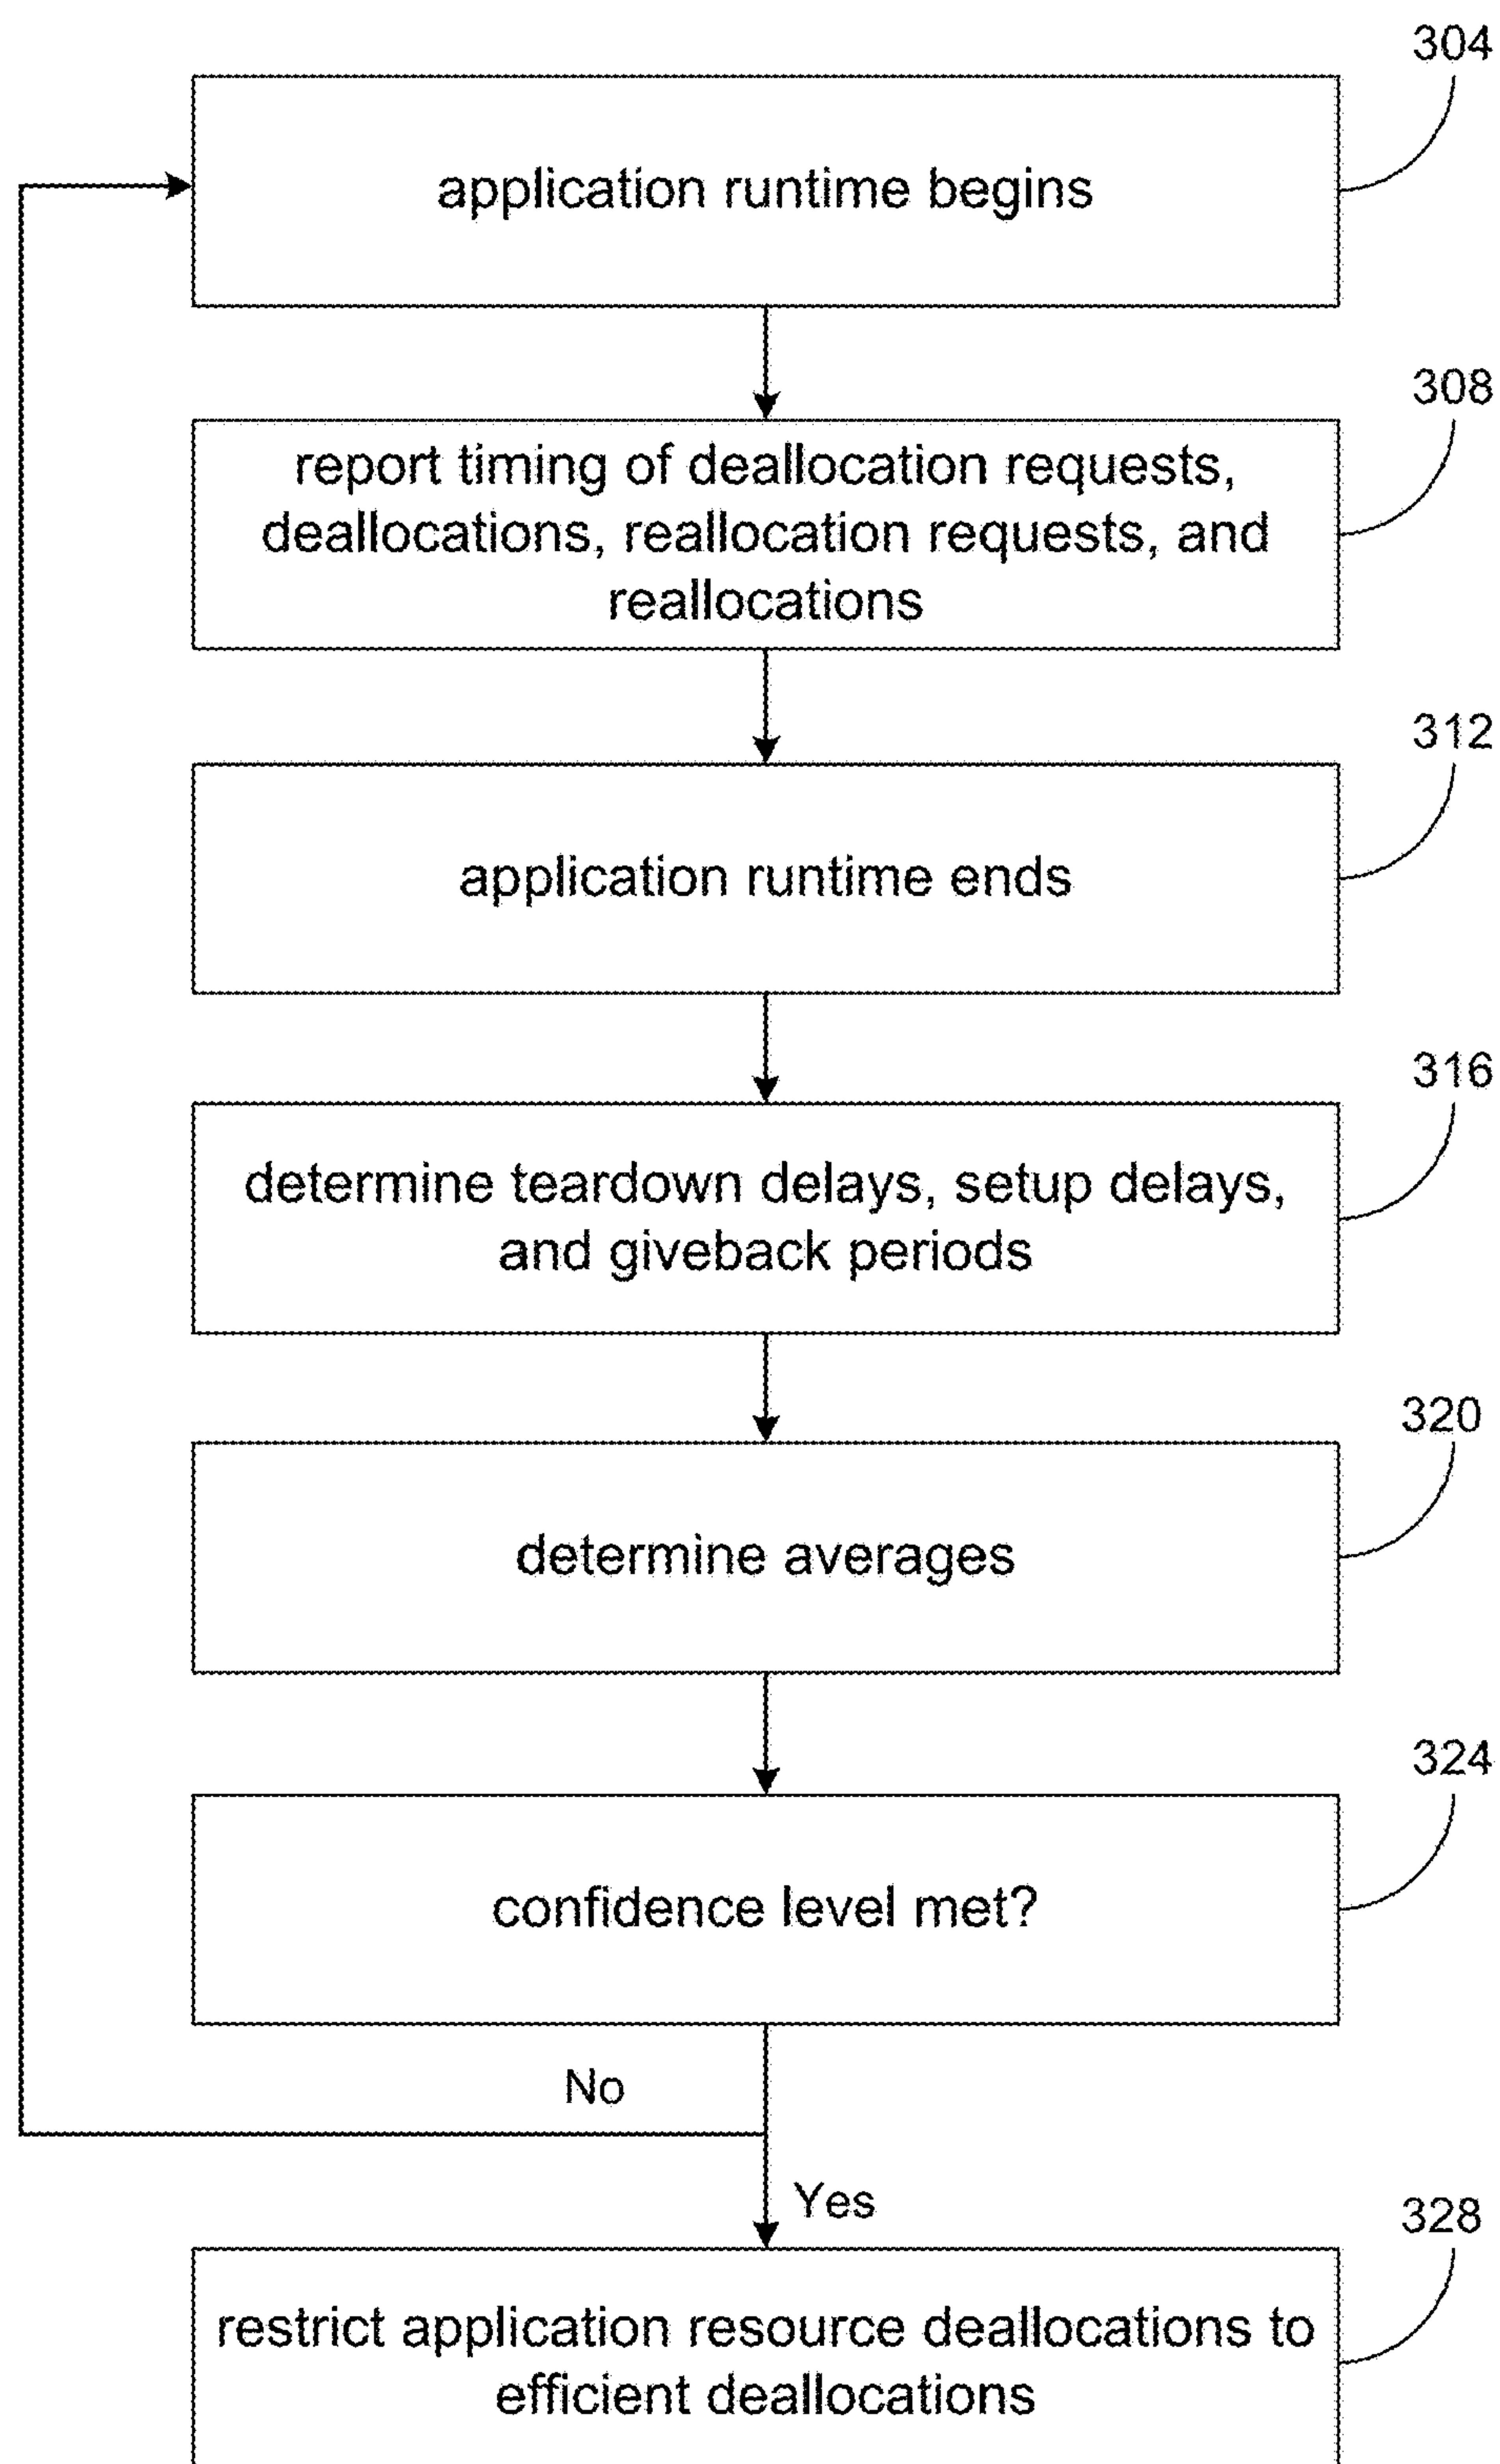 304
application runtime begins
308
report timing of deallocation requests,
deallocations, reallocation requests, and
reallocations
312
application runtime ends
316
determine teardown delays, setup delays,
and giveback periods
320
determine averages
324
confidence level met?
No
Yes
328
restrict application resource deallocations to
efficient deallocations